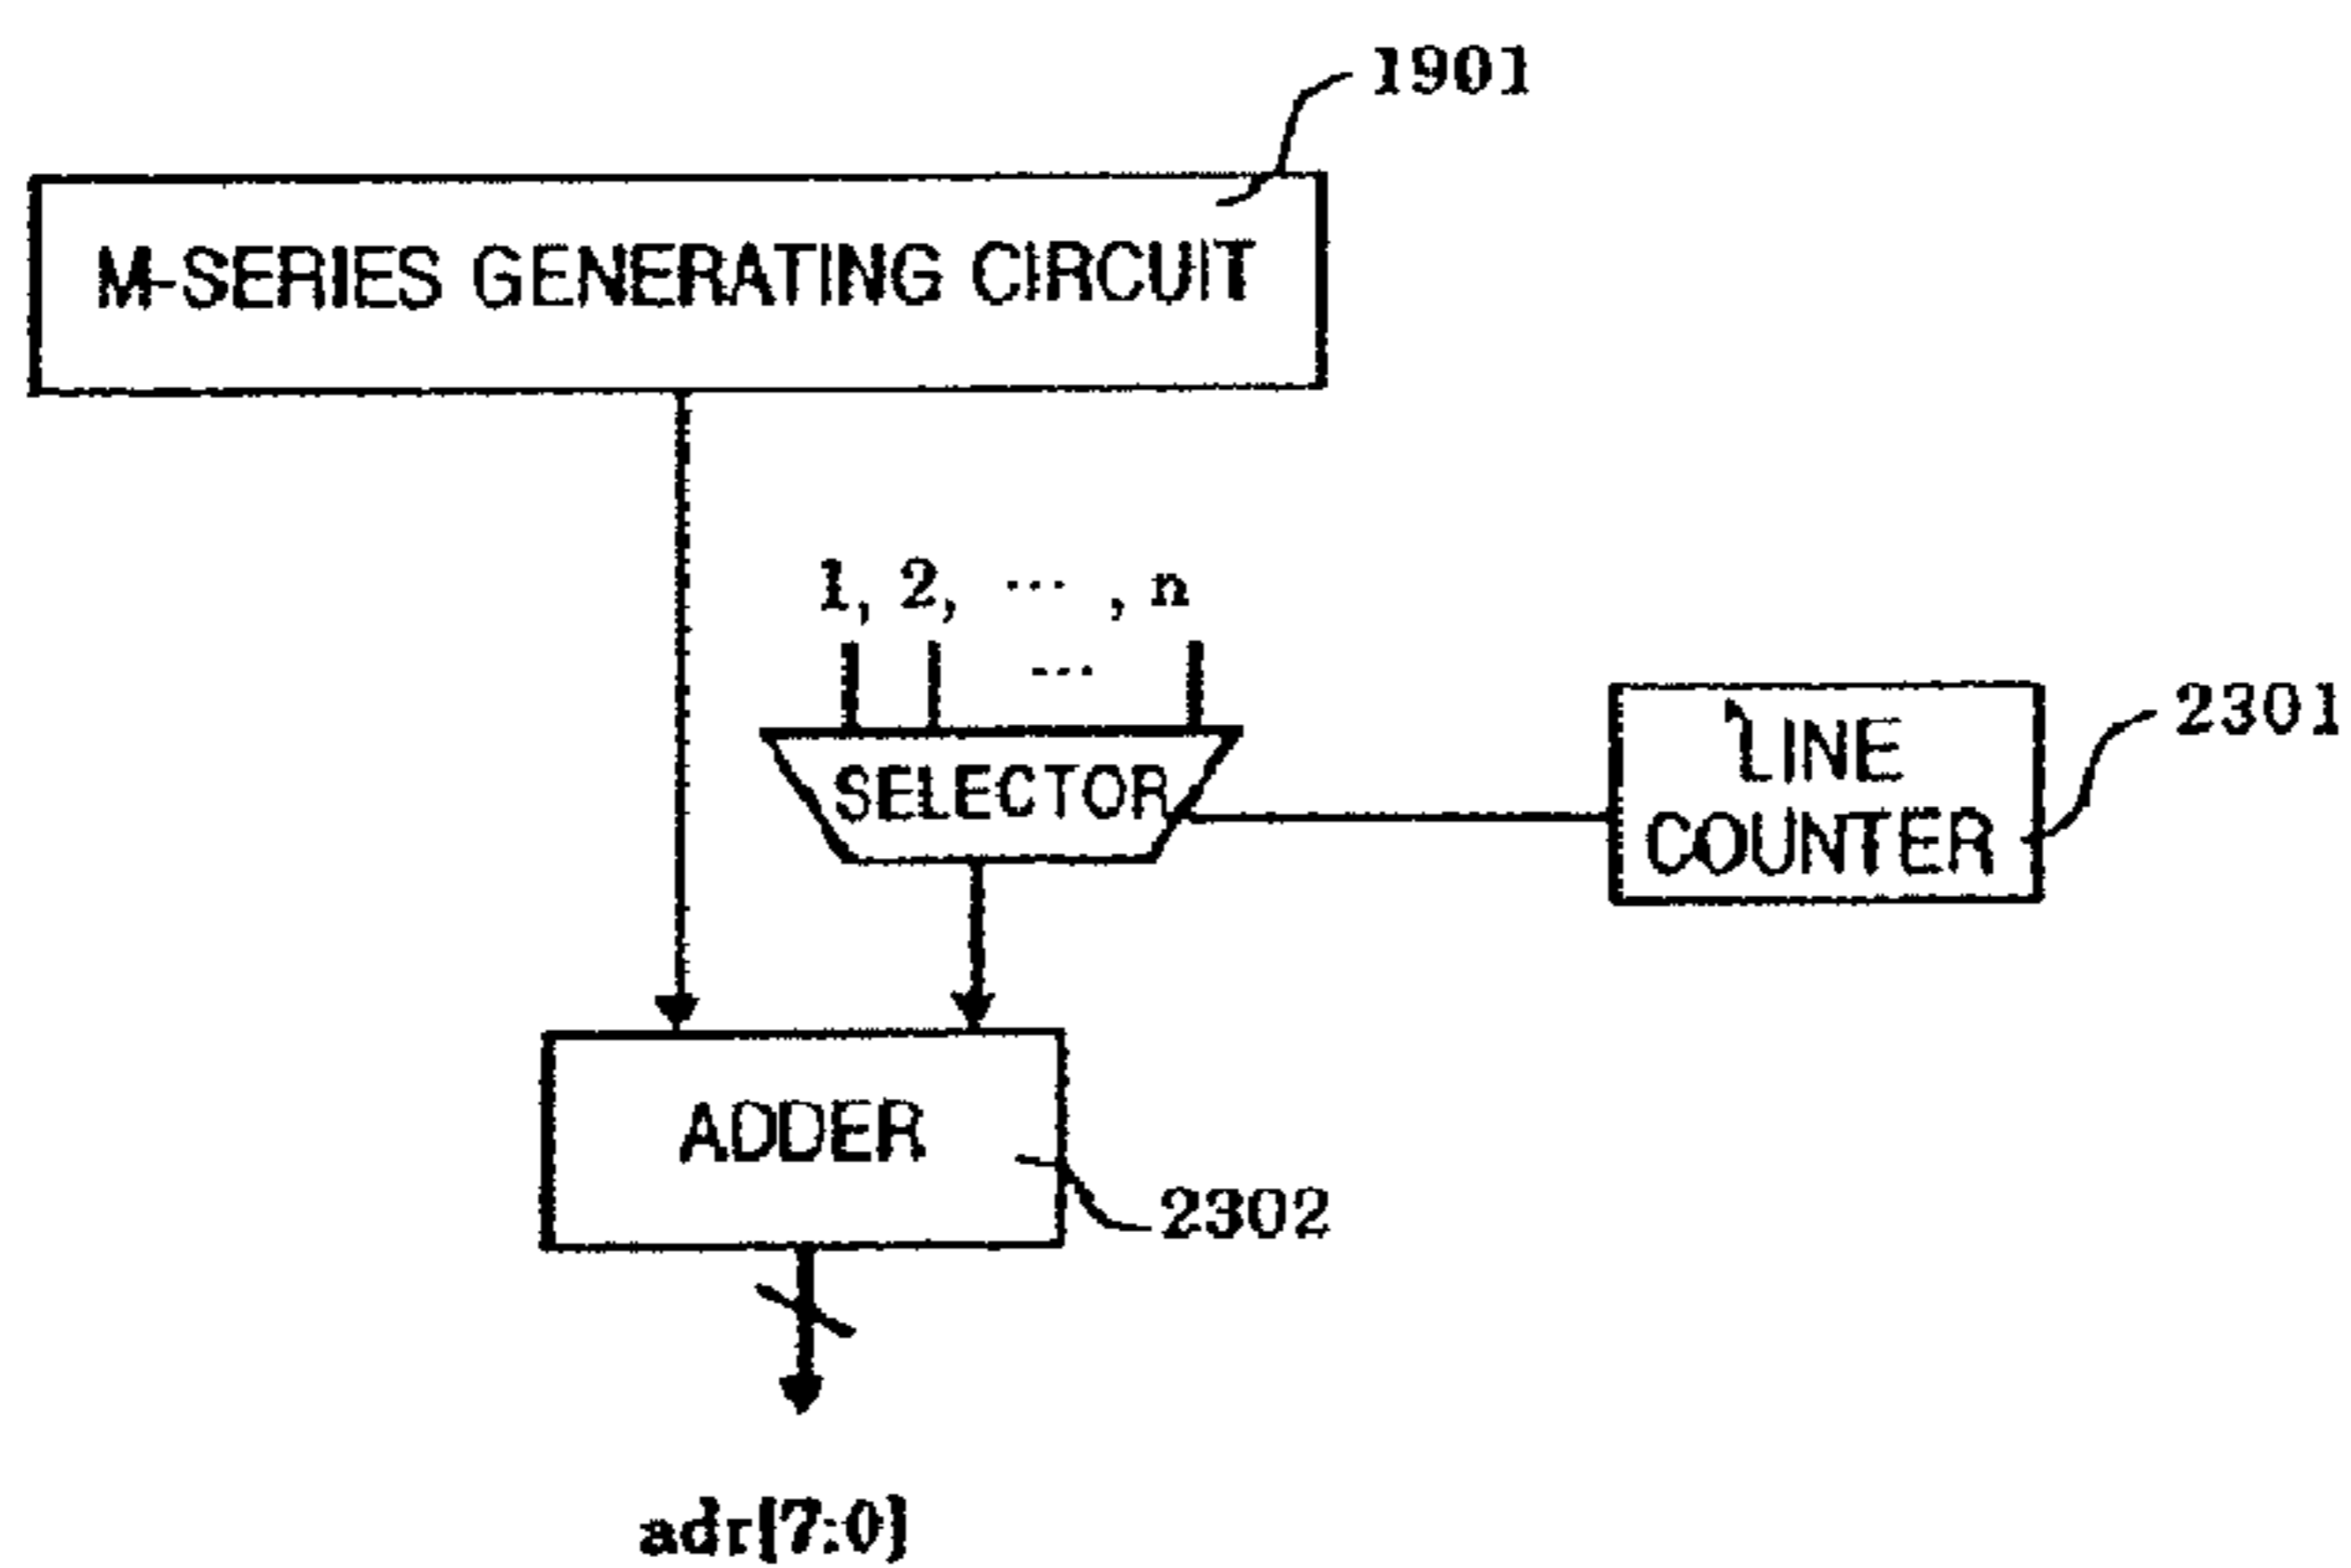 1901
M-SERIES GENERATING CIRCUIT
1, 2, ... , n
...
SELECTOR
LINE
COUNTER
2301
ADDER
2302
adr[7:0]